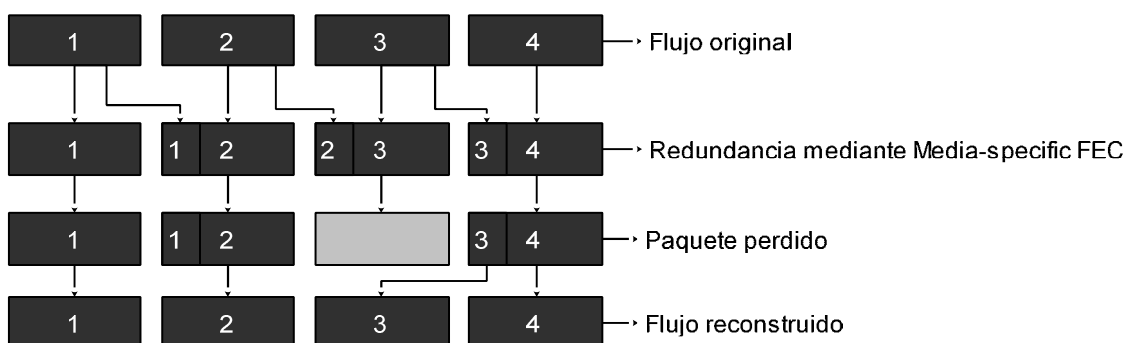 1 2 3 4 Flujo original
1 1 2 2 3 3 4 Redundancia mediante Media-specific FEC
1 1 2 3 4 Paquete perdido
1 2 3 4 Flujo reconstruido